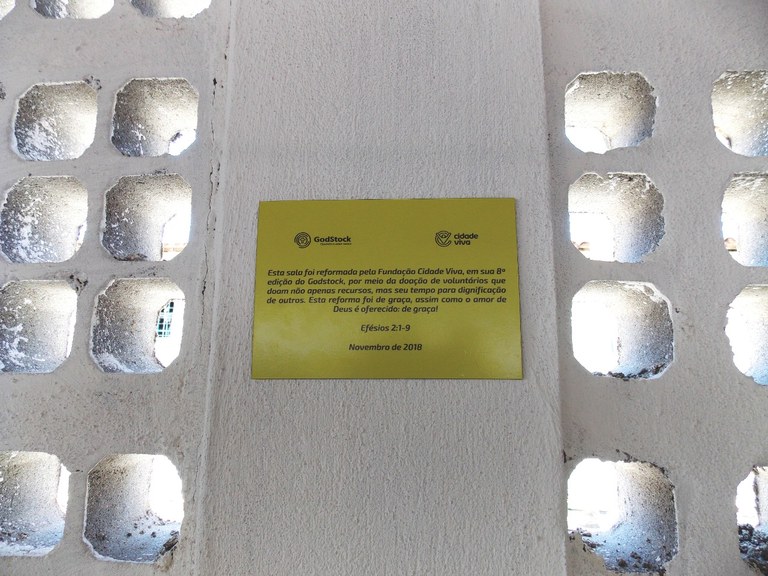 GodStock
cidade
viva
Esta sala foi reformada pela Fundação Cidade Viva, em sua 8ª
edição do Godstock, por meio da doação de voluntários que
doam não apenas recursos, mas seu tempo para dignificação
de outros. Esta reforma foi de graça, assim como o amor de
Deus é oferecido: de graça!
Efésios 2:1-9
Novembro de 2018